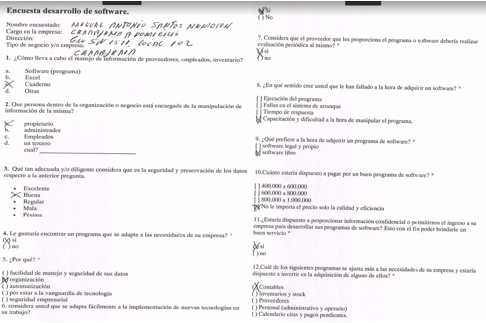 Encuesta desarrollo de software.
Nombre encuestado: ANTONIO SANTOS
Cargo en la empresa: CHAMPAÑARIA A DOMICILIO
Dirección: LOCAL 102
Tipo de negocio y/o empresa:
1. ¿Cómo lleva a cabo el manejo de información de proveedores, empleados, inventario?
a. Software (programa)
b. Excel
Cuaderno
d. Otras
2. Que persona dentro de la organización o negocio está encargada de la manipulación de
información de la misma?
propietario
b. administrador
c. Empleados
d. un tercero
cual?
3. Qué tan adecuada y/o diligente considera que es la seguridad y preservación de los datos
respecto a la anterior pregunta.
• Excelente
Buena
• Regular
• Mala
• Pésima
4. Le gustaría encontrar un programa que se adapte a las necesidades de su empresa? *
(X) si
( ) no
5. ¿Por qué? *
( ) facilidad de manejo y seguridad de sus datos
organización
( ) automatización
( ) por estar a la vanguardia de tecnología
( ) seguridad empresarial
6. considera usted que se adapta fácilmente a la implementación de nuevas tecnologías en
su trabajo?
Si
( ) No
7. Considera que el proveedor que les proporciona el programa o software debería realizar
evaluación periódica al mismo? *
si
( ) no
8. ¿En qué sentido cree usted que le han fallado a la hora de adquirir un software? *
[ ] Ejecución del programa
[ ] Fallas en el sistema de arranque
[ ] Tiempo de respuesta
Capacitación y dificultad a la hora de manipular el programa.
9. ¿Qué prefiere a la hora de adquirir un programa de software? *
[ ] software legal y propio
software libre
10.Cuánto estaría dispuesto a pagar por un buen programa de software? *
[ ] 400.000 a 600.000
[ ] 600.000 a 800.000
[ ] 800.000 a 1.000.000
No le importa el precio solo la calidad y eficiencia
11.¿Estaría dispuesto a proporcionar información confidencial o permitirnos el ingreso a su
empresa para desarrollar sus programas de software? Esto con el fin poder brindarle un
buen servicio *
si
( ) no
12.Cuál de los siguientes programas se ajusta más a las necesidades de su empresa y estaría
dispuesto a invertir en la adquisición de alguno de ellos? *
Contables
( ) Inventarios y stock
( ) Proveedores
( ) Personal (administrativo y operario)
( ) Calendario citas y pagos pendientes.